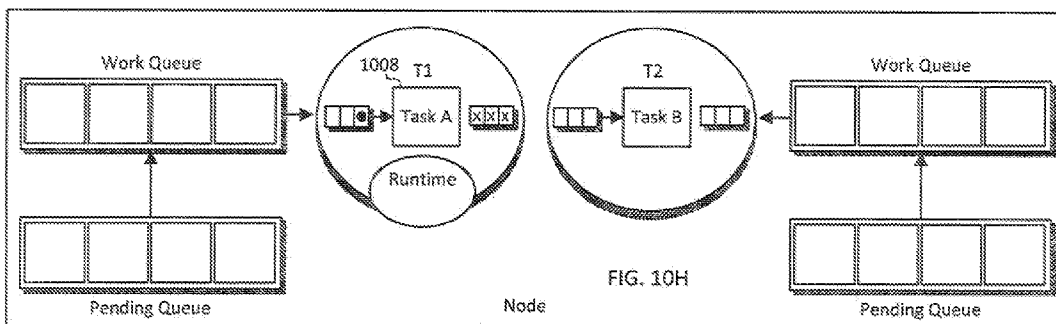 Work Queue
1008
T1
Task A
x x x
Runtime
Pending Queue
T2
Task B
Work Queue
FIG. 10H
Node
Pending Queue